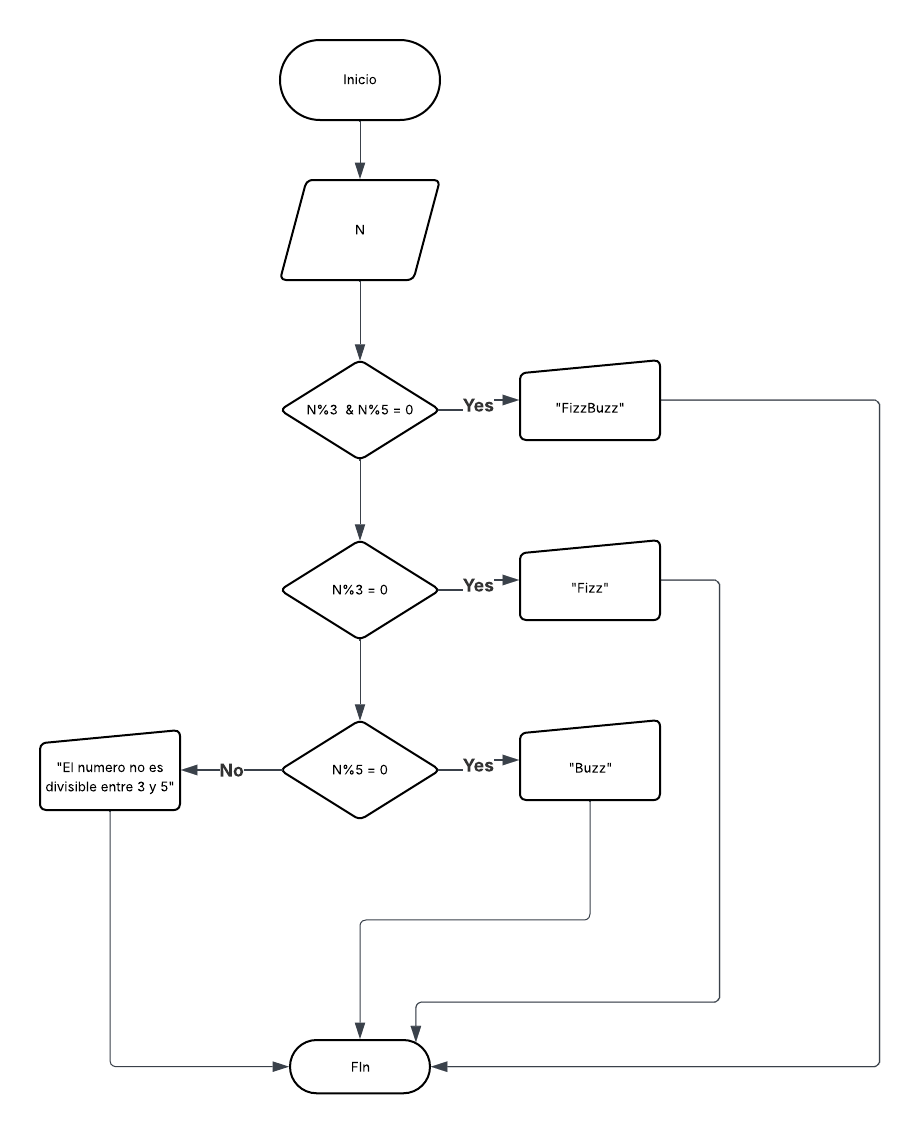 Inicio
N
N%3 & N%5 = 0
Yes
"FizzBuzz"
N%3 = 0
Yes
"Fizz"
"El numero no es
divisible entre 3 y 5"
No
N%5 = 0
Yes
"Buzz"
FIn